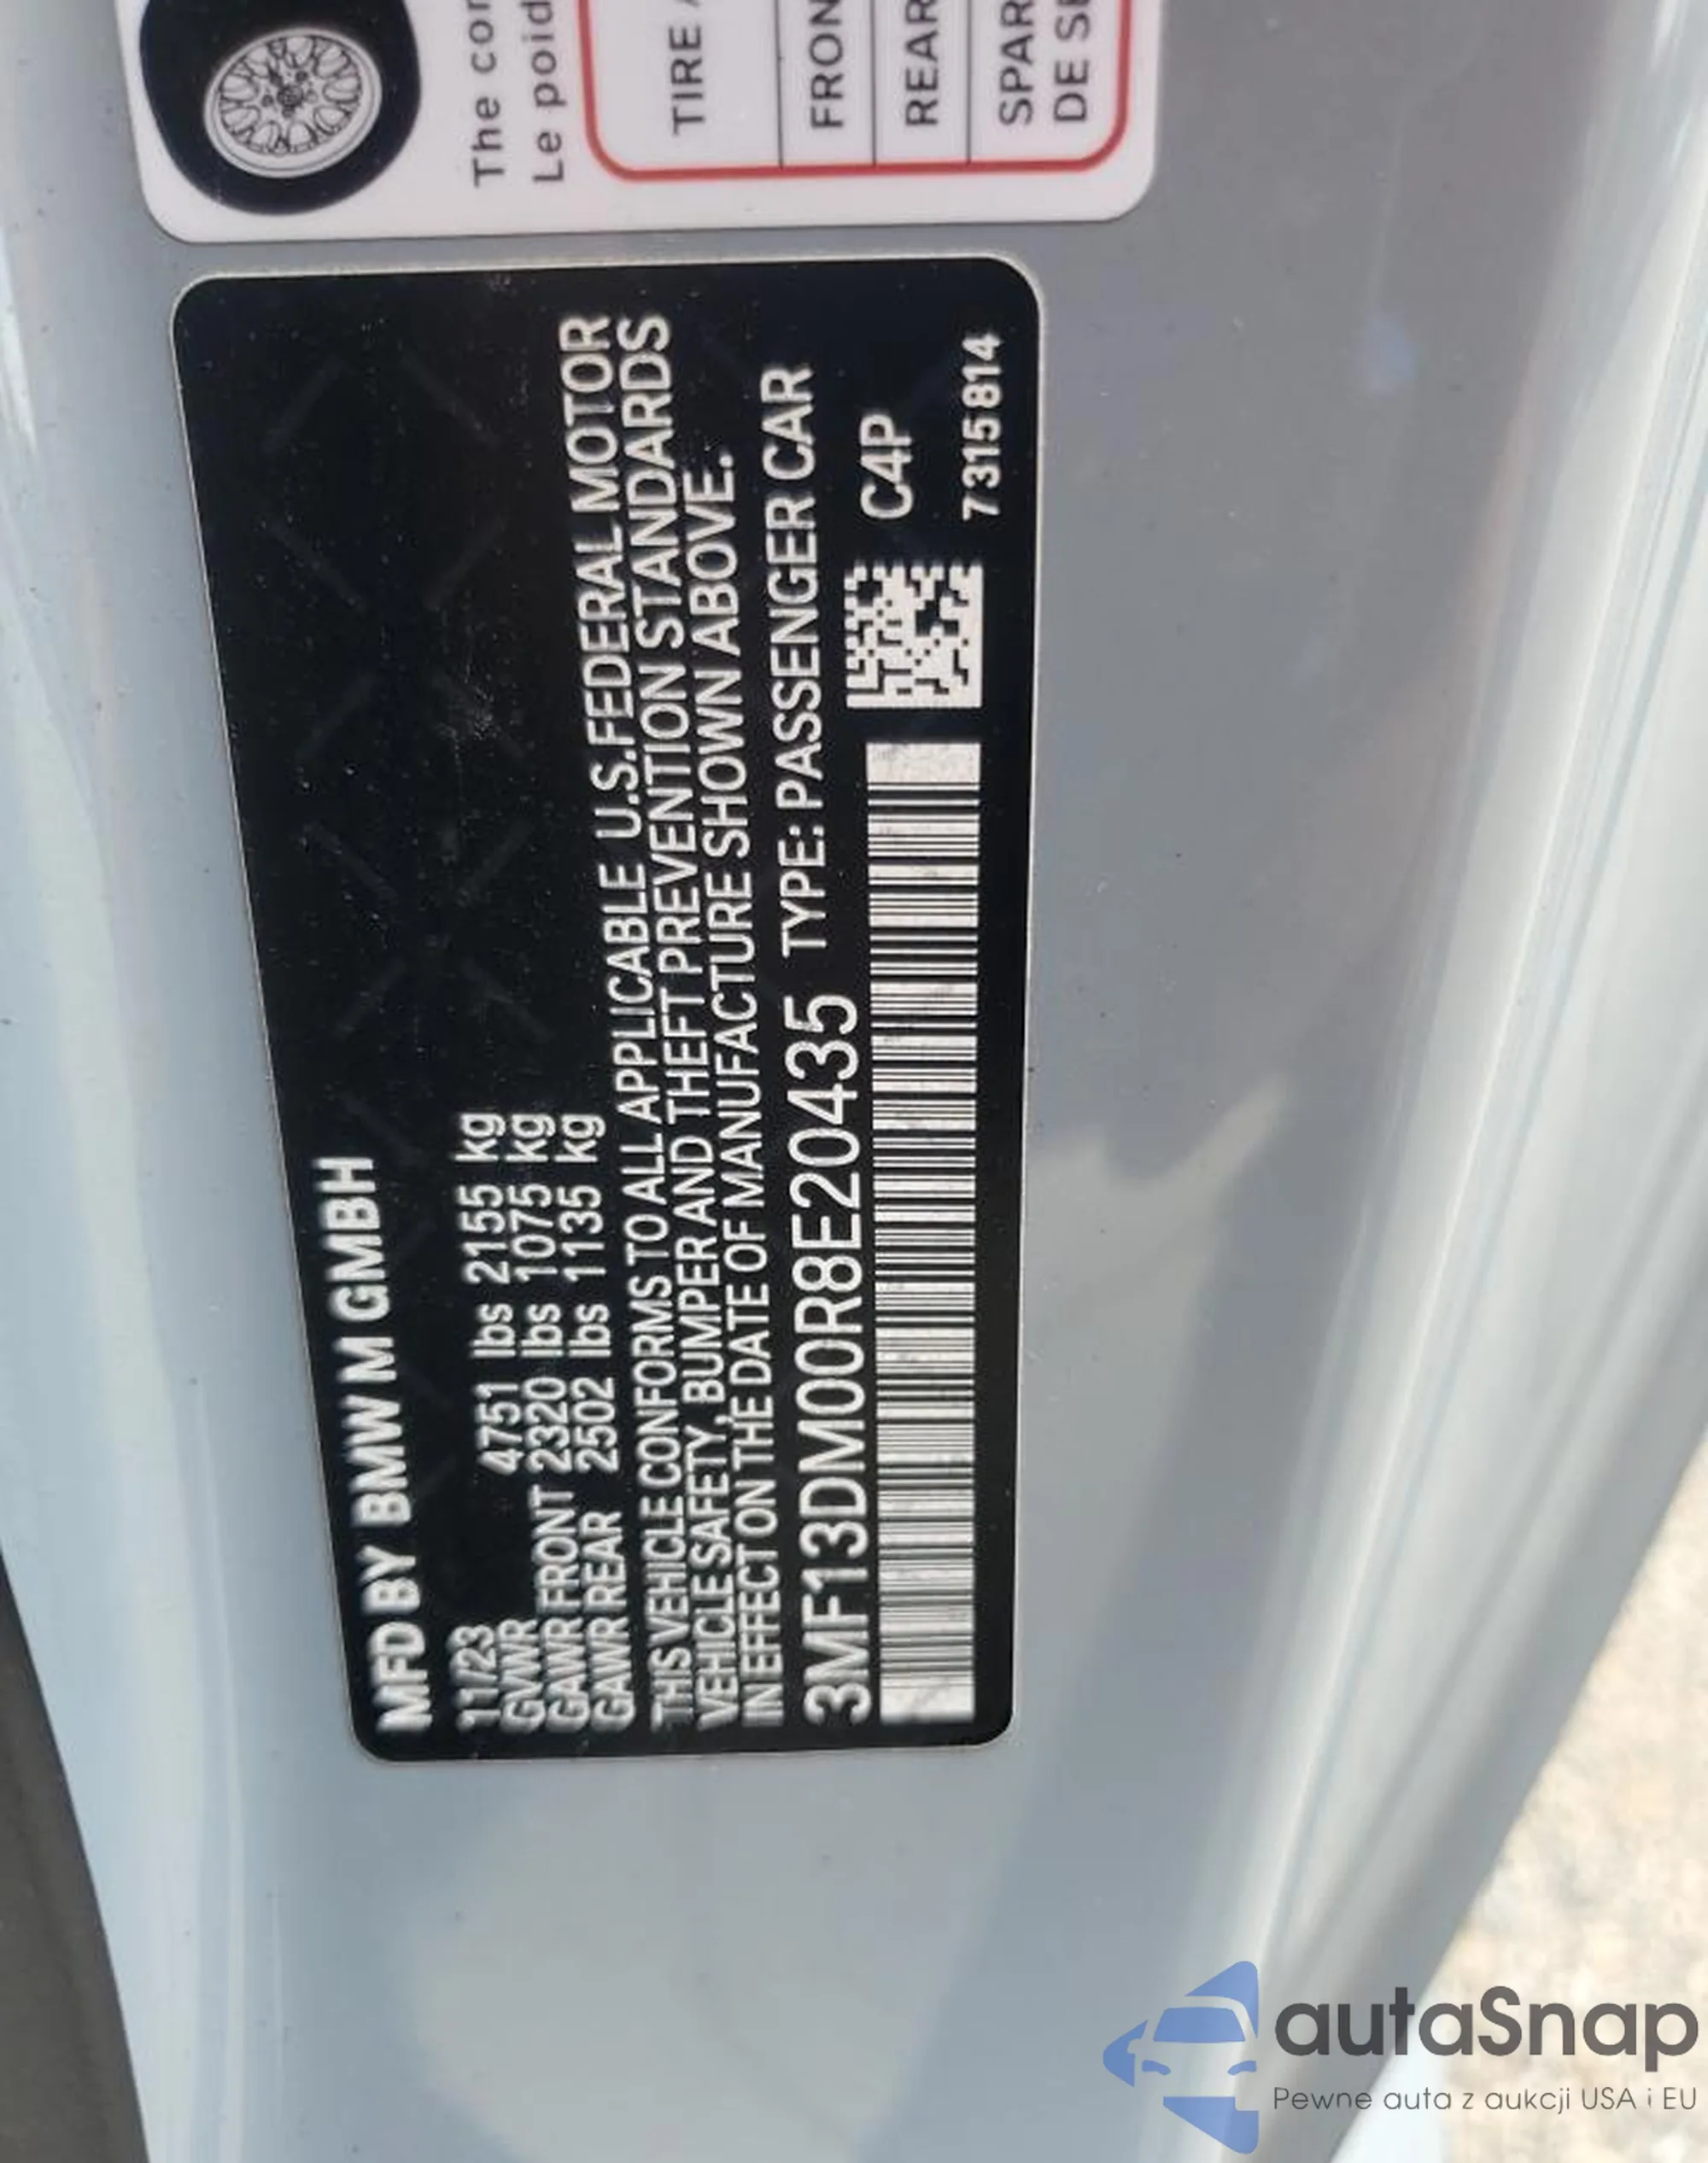 The cor
Le poid
TIRE
FRON
REAR
SPAR
DE SE
MFD BY BMW M GMBH
11/23
GVWR 4751 lbs 2155 kg
GAWR FRONT 2320 lbs 1075 kg
GAWR REAR 2502 lbs 1135 kg
THIS VEHICLE CONFORMS TO ALL APPLICABLE U.S.FEDERAL MOTOR
VEHICLE SAFETY, BUMPER AND THEFT PREVENTION STANDARDS
IN EFFECT ON THE DATE OF MANUFACTURE SHOWN ABOVE.
3MF13DM00R8E20435 TYPE: PASSENGER CAR
C4P
7315814
autaSnap
Pewne auta z aukcji USA i EU